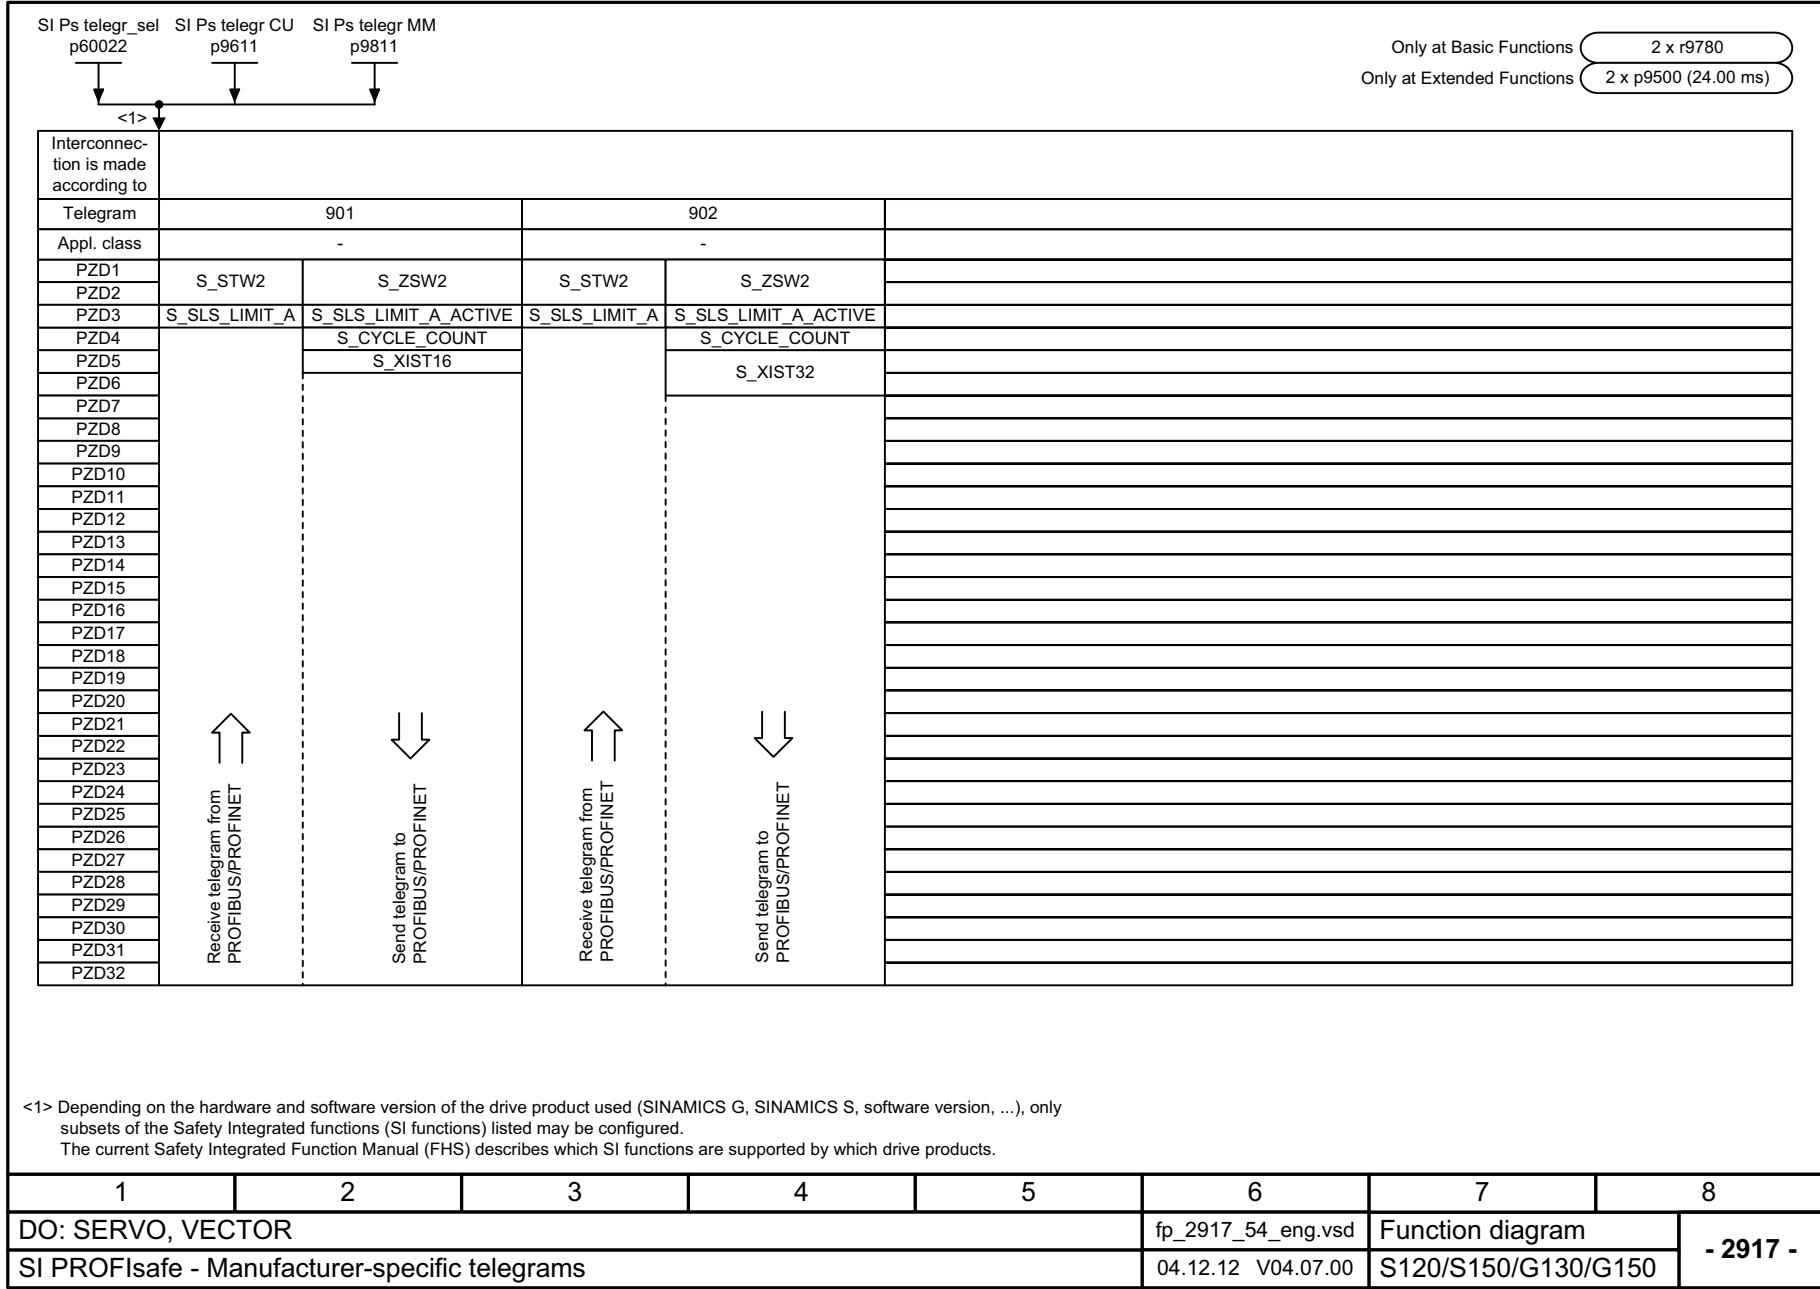 SI Ps telegr_sel SI Ps telegr CU SI Ps telegr MM
p60022 p9611 p9811
Only at Basic Functions 2 x r9780
Only at Extended Functions 2 x p9500 (24.00 ms)
<1>
Interconnec-
tion is made
according to
Telegram 901 902
Appl. class - -
PZD1
S_STW2 S_ZSW2 S_STW2 S_ZSW2
PZD2
PZD3 S_SLS_LIMIT_A S_SLS_LIMIT_A_ACTIVE S_SLS_LIMIT_A S_SLS_LIMIT_A_ACTIVE
PZD4 S_CYCLE_COUNT S_CYCLE_COUNT
PZD5 S_XIST16
S_XIST32
PZD6
PZD7
PZD8
PZD9
PZD10
PZD11
PZD12
PZD13
PZD14
PZD15
PZD16
PZD17
PZD18
PZD19
PZD20
PZD21
PZD22
PZD23
PZD24
PZD25
PZD26
PZD27
PZD28
PZD29
PZD30
PZD31
PZD32
Receive telegram from
PROFIBUS/PROFINET
Send telegram to
PROFIBUS/PROFINET
Receive telegram from
PROFIBUS/PROFINET
Send telegram to
PROFIBUS/PROFINET
<1> Depending on the hardware and software version of the drive product used (SINAMICS G, SINAMICS S, software version, ...), only
subsets of the Safety Integrated functions (SI functions) listed may be configured.
The current Safety Integrated Function Manual (FHS) describes which SI functions are supported by which drive products.
1 2 3 4 5 6 7 8
DO: SERVO, VECTOR fp_2917_54_eng.vsd Function diagram
- 2917 -
SI PROFIsafe - Manufacturer-specific telegrams 04.12.12 V04.07.00 S120/S150/G130/G150